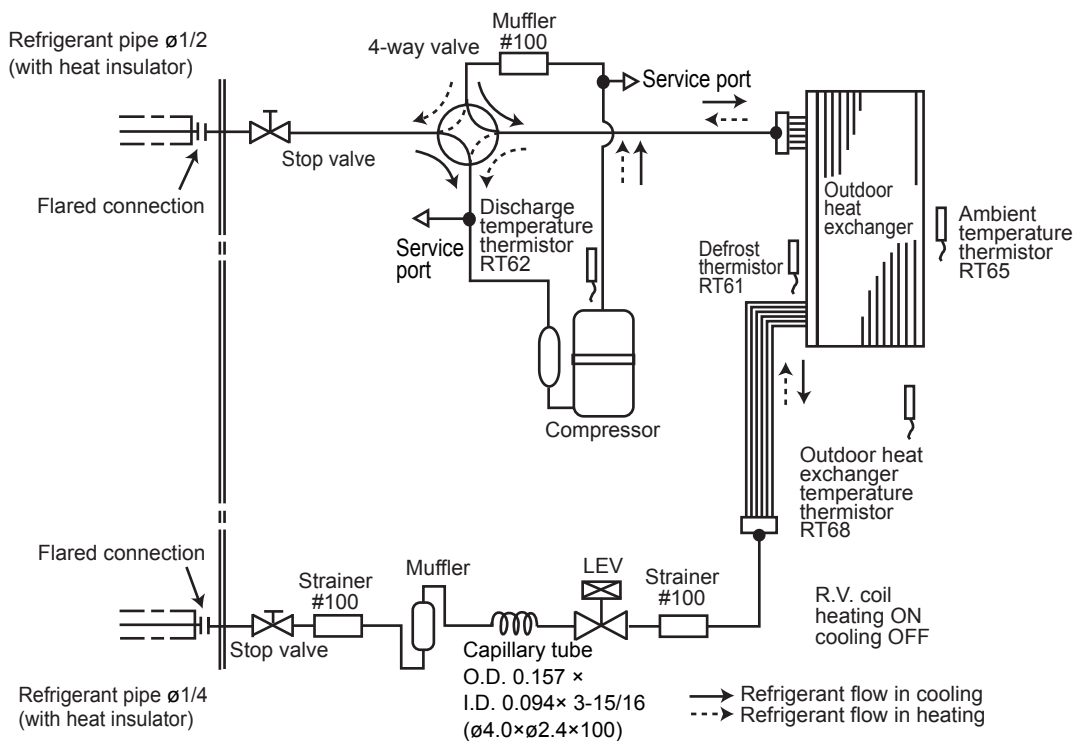 Refrigerant pipe ø1/2
(with heat insulator)
4-way valve
Muffler
#100
Service port
Stop valve
Flared connection
Service
port
Discharge
temperature
thermistor
RT62
Outdoor
heat
exchanger
Ambient
temperature
thermistor
RT65
Defrost
thermistor
RT61
Compressor
Outdoor heat
exchanger
temperature
thermistor
RT68
Flared connection
Strainer
#100
Muffler
LEV
Strainer
#100
R.V. coil
heating ON
cooling OFF
Stop valve
Capillary tube
O.D. 0.157 ×
I.D. 0.094× 3-15/16
(ø4.0×ø2.4×100)
Refrigerant pipe ø1/4
(with heat insulator)
Refrigerant flow in cooling
Refrigerant flow in heating